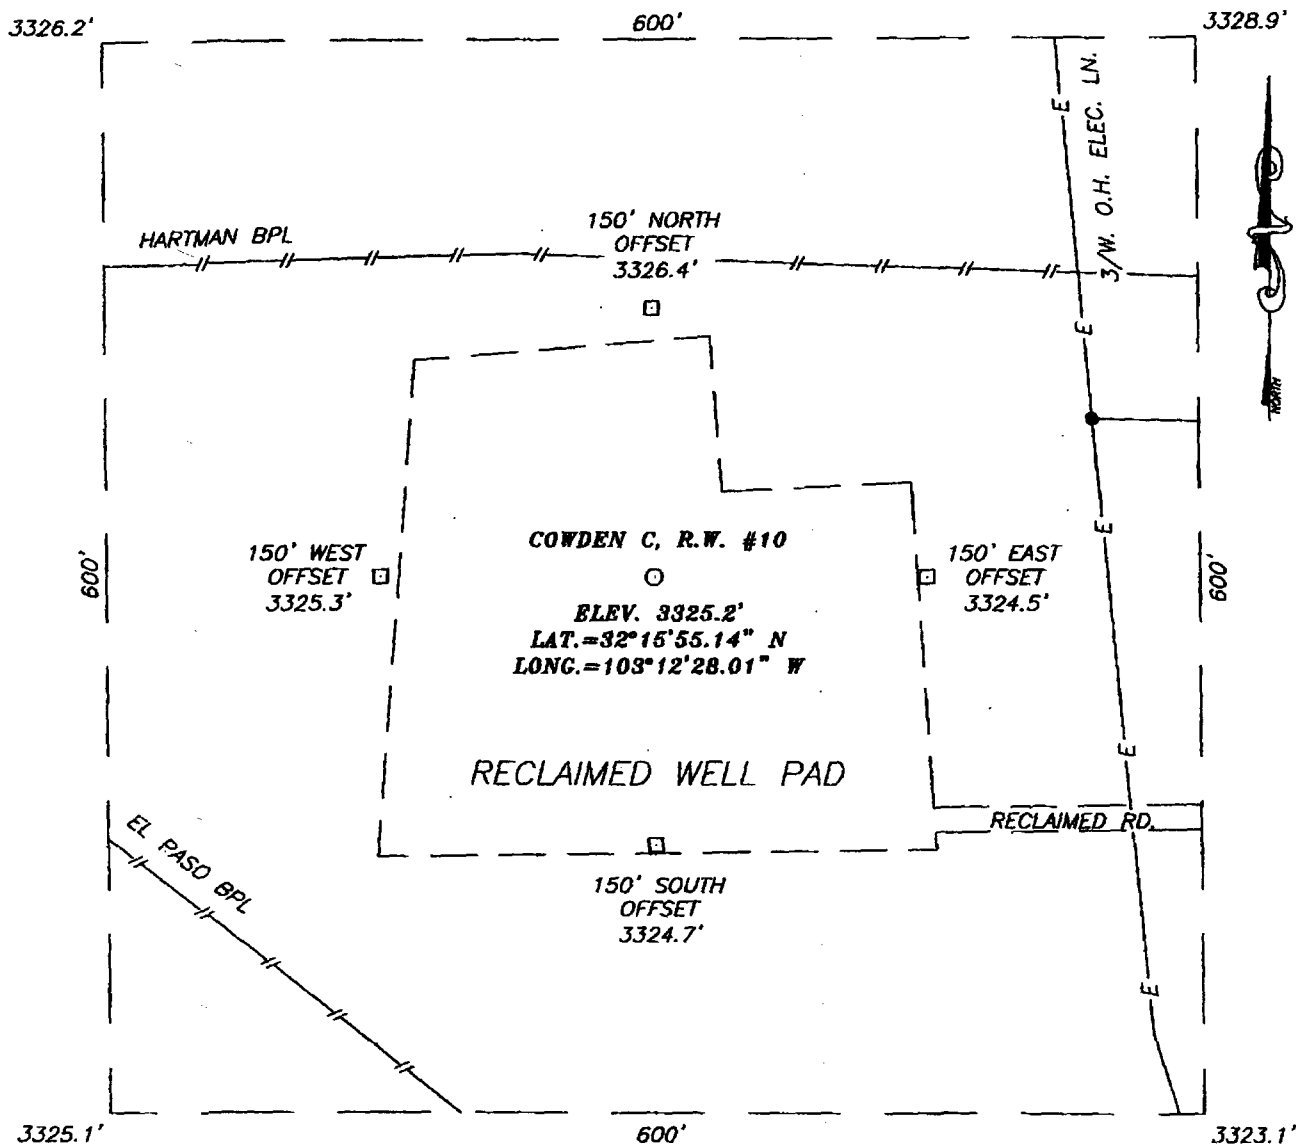 3326.2'
600'
3328.9'
3/W. O.H. ELEC. LN.
E
E
E
E
E
NORTH
HARTMAN BPL
150' NORTH
OFFSET
3326.4'
600'
150' WEST
OFFSET
3325.3'
COWDEN C, R.W. #10
ELEV. 3325.2'
LAT.=32°15'55.14" N
LONG.=103°12'28.01" W
150' EAST
OFFSET
3324.5'
600'
RECLAIMED WELL PAD
RECLAIMED RD.
EL PASO BPL
150' SOUTH
OFFSET
3324.7'
3325.1'
600'
3323.1'